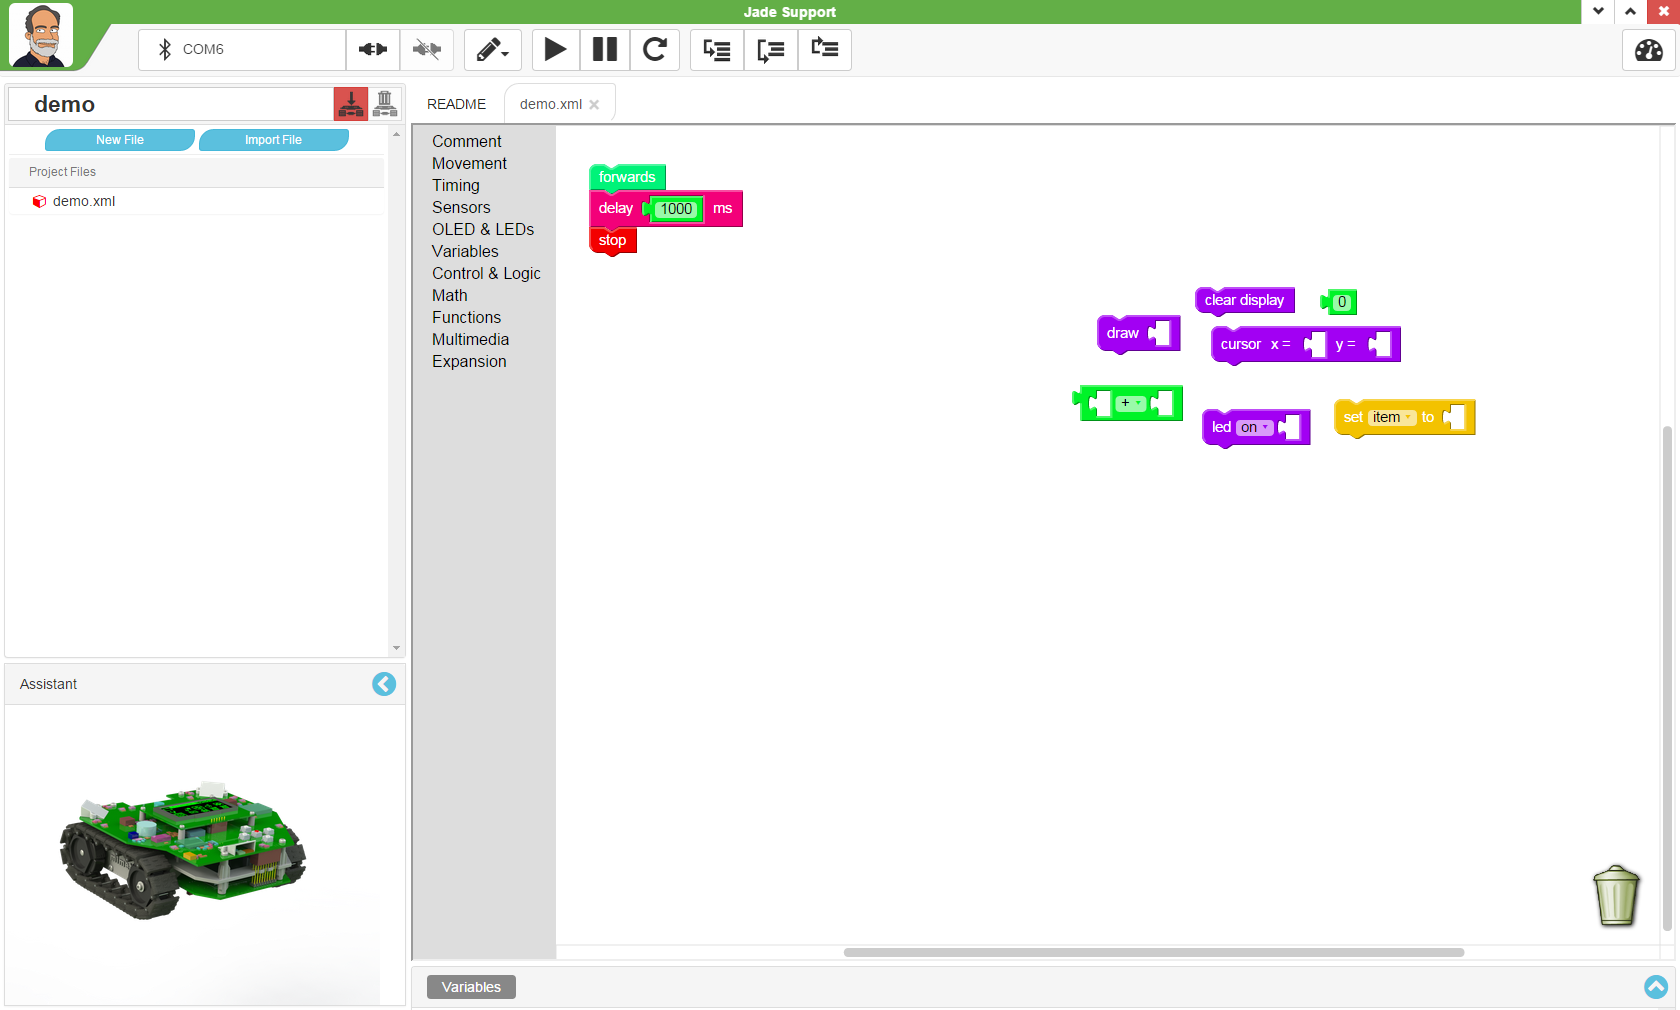 Jade Support
COM6
demo
New File
Import File
Project Files
demo.xml
Assistant
README
demo.xml
Comment
Movement
Timing
Sensors
OLED & LEDs
Variables
Control & Logic
Math
Functions
Multimedia
Expansion
forwards
delay 1000 ms
stop
clear display
0
draw
cursor x = y =
+
led on
set item to
Variables